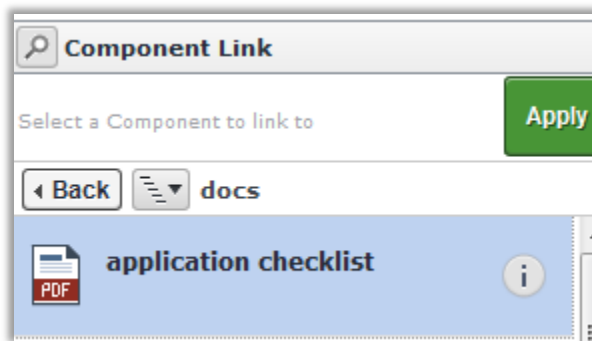 Component Link
Select a Component to link to
Apply
Back
docs
application checklist
PDF
i